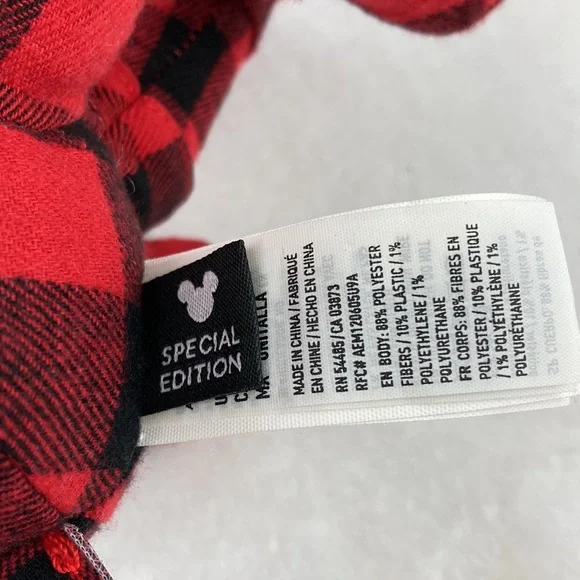 SPECIAL
EDITION
MADE IN CHINA / FABRIQUÉ
EN CHINE / HECHO EN CHINA
RN 54485/CA 03873
RFC# AEM120605U9A
EN BODY: 88% POLYESTER
FIBERS / 10% PLASTIC / 1%
POLYETHYLENE / 1%
POLYURETHANE
FR CORPS: 88% FIBRES EN
POLYESTER / 10% PLASTIQUE
/ 1% POLYÉTHYLÈNE / 1%
POLYURÉTHANNE